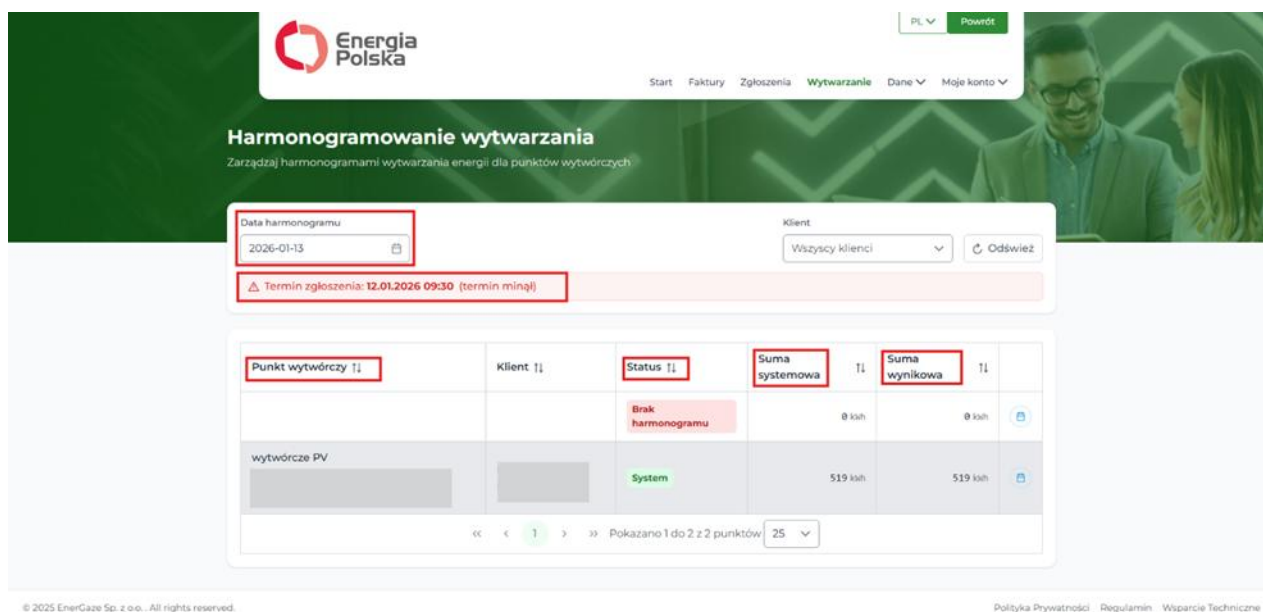 Energia
Polska
PL
Powrót
Start Faktury Zgłoszenia Wytwarzanie Dane Moje konto
Harmonogramowanie wytwarzania
Zarządzaj harmonogramami wytwarzania energii dla punktów wytwórczych
Data harmonogramu
Klient
2026-01-13
Wszyscy klienci
Odśwież
Termin zgłoszenia: 12.01.2026 09:30 (termin minął)
Punkt wytwórczy
Klient
Status
Suma
systemowa
Suma
wynikowa
Brak
harmonogramu
0 kWh
0 kWh
wytwórcze PV
System
519 kWh
519 kWh
« < 1 > » Pokazano 1 do 2 z 2 punktów 25
© 2025 EnerGaze Sp. z o.o. . All rights reserved.
Polityka Prywatności Regulamin Wsparcie Techniczne